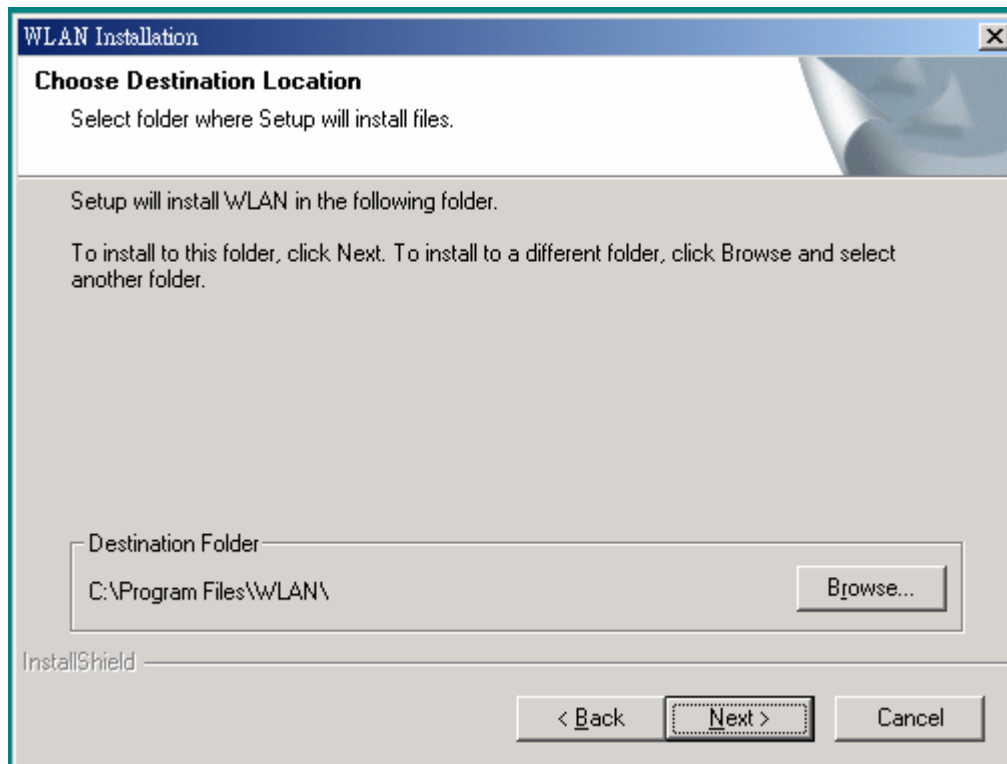 WLAN Installation
Choose Destination Location
Select folder where Setup will install files.
Setup will install WLAN in the following folder.
To install to this folder, click Next. To install to a different folder, click Browse and select
another folder.
Destination Folder
C:\Program Files\WLAN\
Browse...
InstallShield
< Back
Next >
Cancel